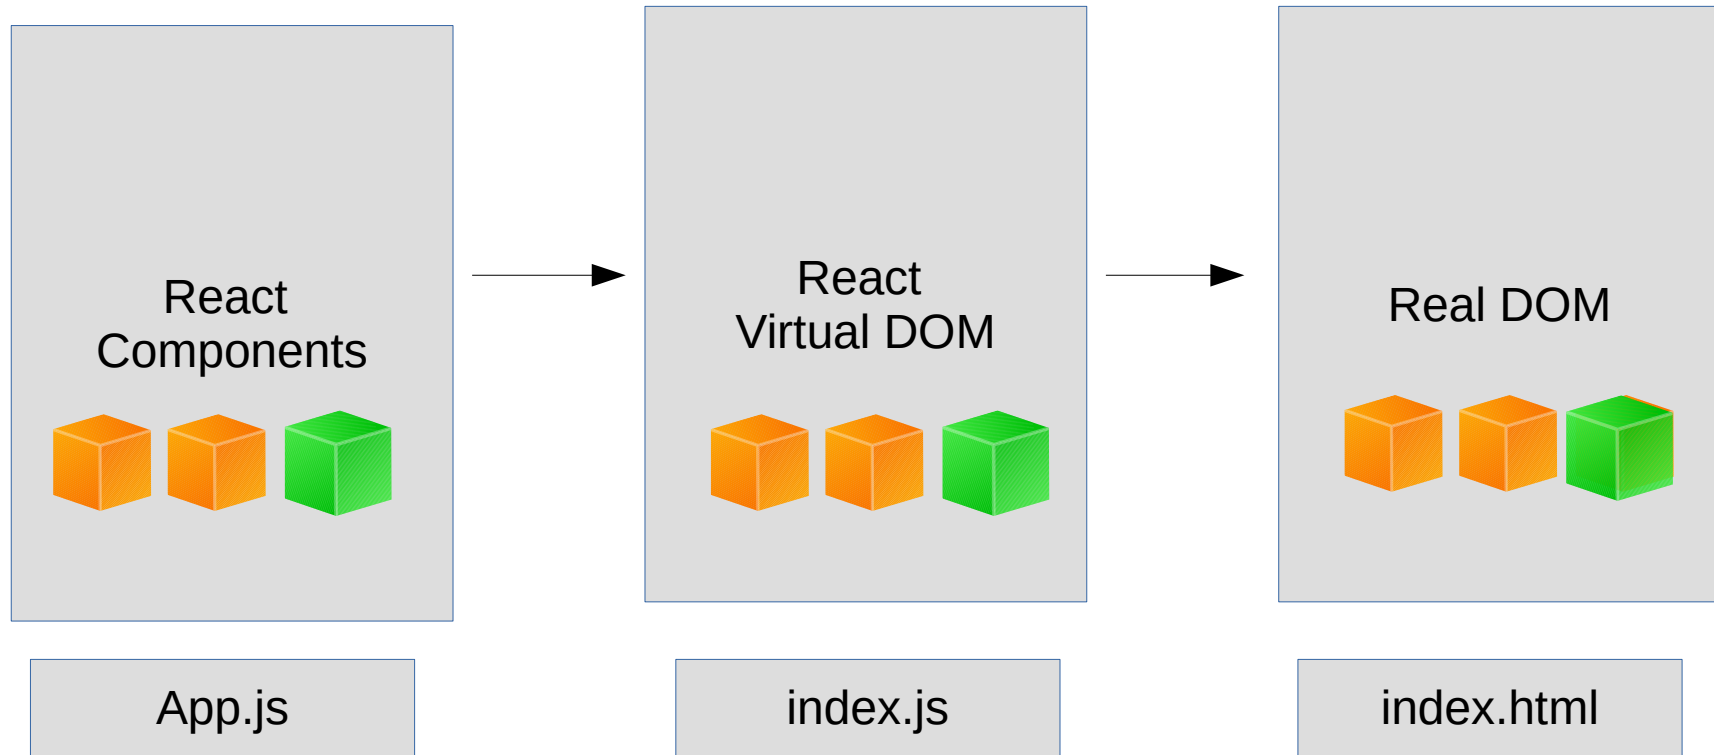 React
Components
React
Virtual DOM
Real DOM
App.js
index.js
index.html